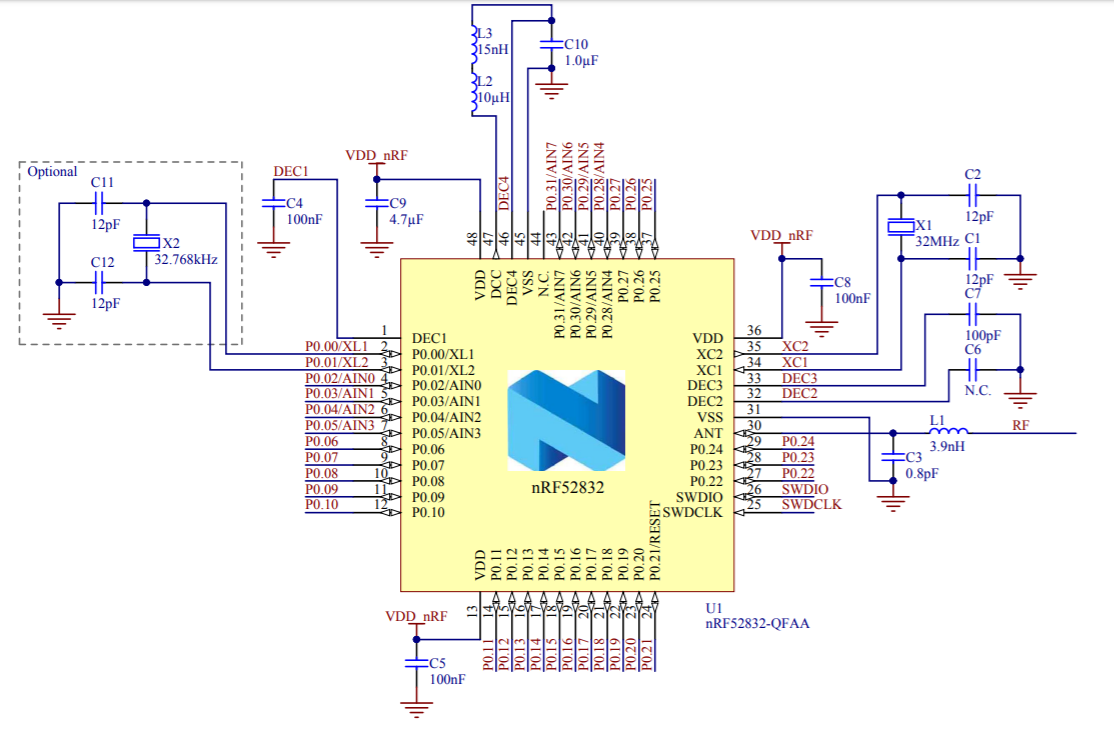 L3
15nH
C10
1.0µF
L2
10µH
P0.31/AIN7
P0.30/AIN6
P0.29/AIN5
P0.28/AIN4
P0.27
P0.26
P0.25
DEC4
VDD_nRF
DEC1
Optional
C11
12pF
X2
32.768kHz
C12
12pF
C4
100nF
C9
4.7µF
48
47
46
45
44
43
42
41
40
39
38
37
VDD
DCC
DEC4
VSS
N.C.
P0.31/AIN7
P0.30/AIN6
P0.29/AIN5
P0.28/AIN4
P0.27
P0.26
P0.25
C2
12pF
X1
32MHz
C1
12pF
VDD_nRF
C8
100nF
C7
100pF
C6
N.C.
1 DEC1
P0.00/XL1 2 P0.00/XL1
P0.01/XL2 3 P0.01/XL2
P0.02/AIN0 4 P0.02/AIN0
P0.03/AIN1 5 P0.03/AIN1
P0.04/AIN2 6 P0.04/AIN2
P0.05/AIN3 7 P0.05/AIN3
P0.06 8 P0.06
P0.07 9 P0.07
P0.08 10 P0.08
P0.09 11 P0.09
P0.10 12 P0.10
VDD 36
XC2 35 XC2
XC1 34 XC1
DEC3 33 DEC3
DEC2 32 DEC2
VSS 31
ANT 30
P0.24 29 P0.24
P0.23 28 P0.23
P0.22 27 P0.22
SWDIO 26 SWDIO
SWDCLK 25 SWDCLK
L1
3.9nH
RF
C3
0.8pF
nRF52832
VDD
P0.11
P0.12
P0.13
P0.14
P0.15
P0.16
P0.17
P0.18
P0.19
P0.20
P0.21/RESET
13
14
15
16
17
18
19
20
21
22
23
24
P0.11
P0.12
P0.13
P0.14
P0.15
P0.16
P0.17
P0.18
P0.19
P0.20
P0.21
VDD_nRF
C5
100nF
U1
nRF52832-QFAA